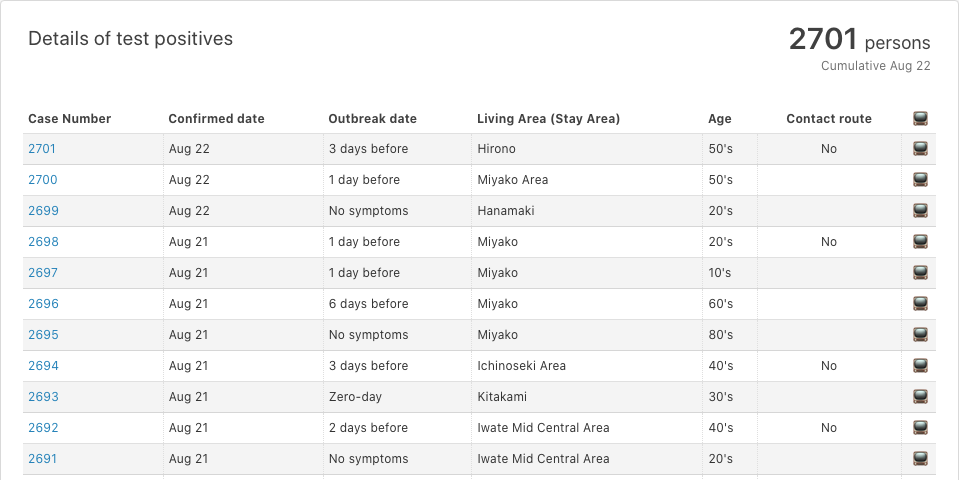 Details of test positives
2701 persons
Cumulative Aug 22
Case Number Confirmed date Outbreak date Living Area (Stay Area) Age Contact route
2701 Aug 22 3 days before Hirono 50's No
2700 Aug 22 1 day before Miyako Area 50's
2699 Aug 22 No symptoms Hanamaki 20's
2698 Aug 21 1 day before Miyako 20's No
2697 Aug 21 1 day before Miyako 10's
2696 Aug 21 6 days before Miyako 60's
2695 Aug 21 No symptoms Miyako 80's
2694 Aug 21 3 days before Ichinoseki Area 40's No
2693 Aug 21 Zero-day Kitakami 30's
2692 Aug 21 2 days before Iwate Mid Central Area 40's No
2691 Aug 21 No symptoms Iwate Mid Central Area 20's